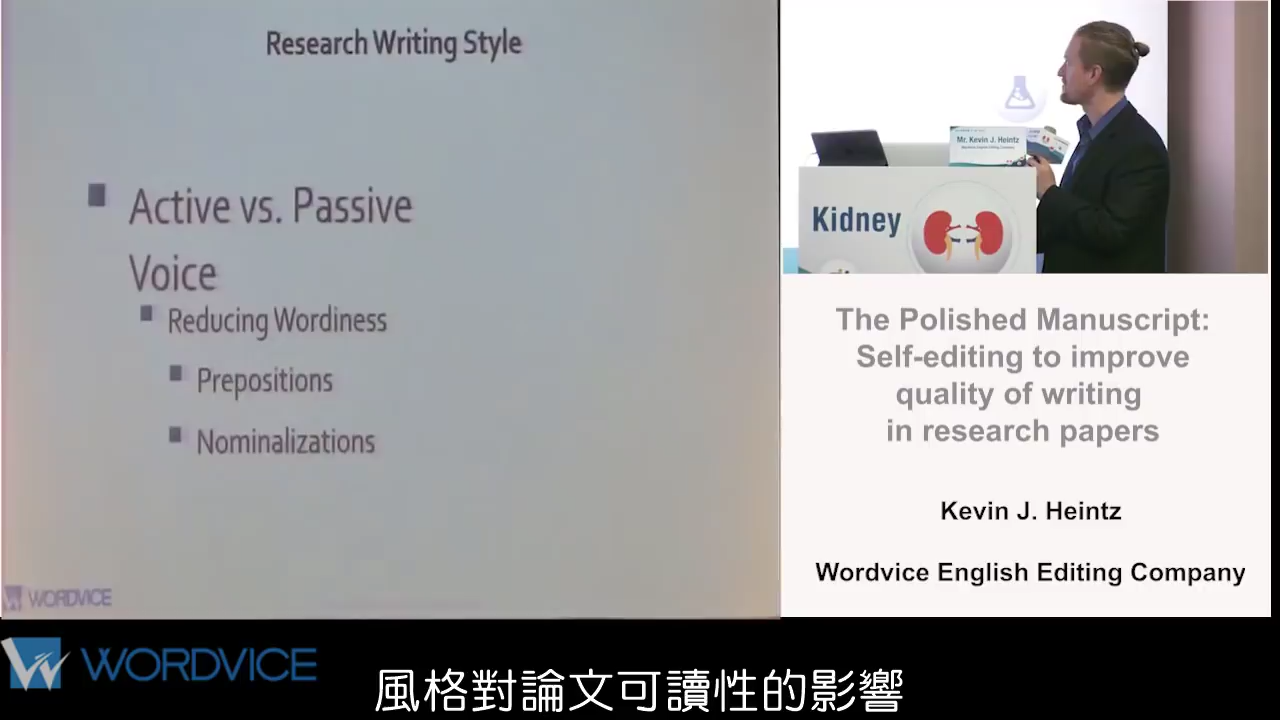 Research Writing Style
Active vs. Passive
Voice
Reducing Wordiness
Prepositions
Nominalizations
WORDVICE
Mr. Kevin J. Heintz
Kidney
The Polished Manuscript:
Self-editing to improve
quality of writing
in research papers
Kevin J. Heintz
Wordvice English Editing Company
WORDVICE
風格對論文可讀性的影響